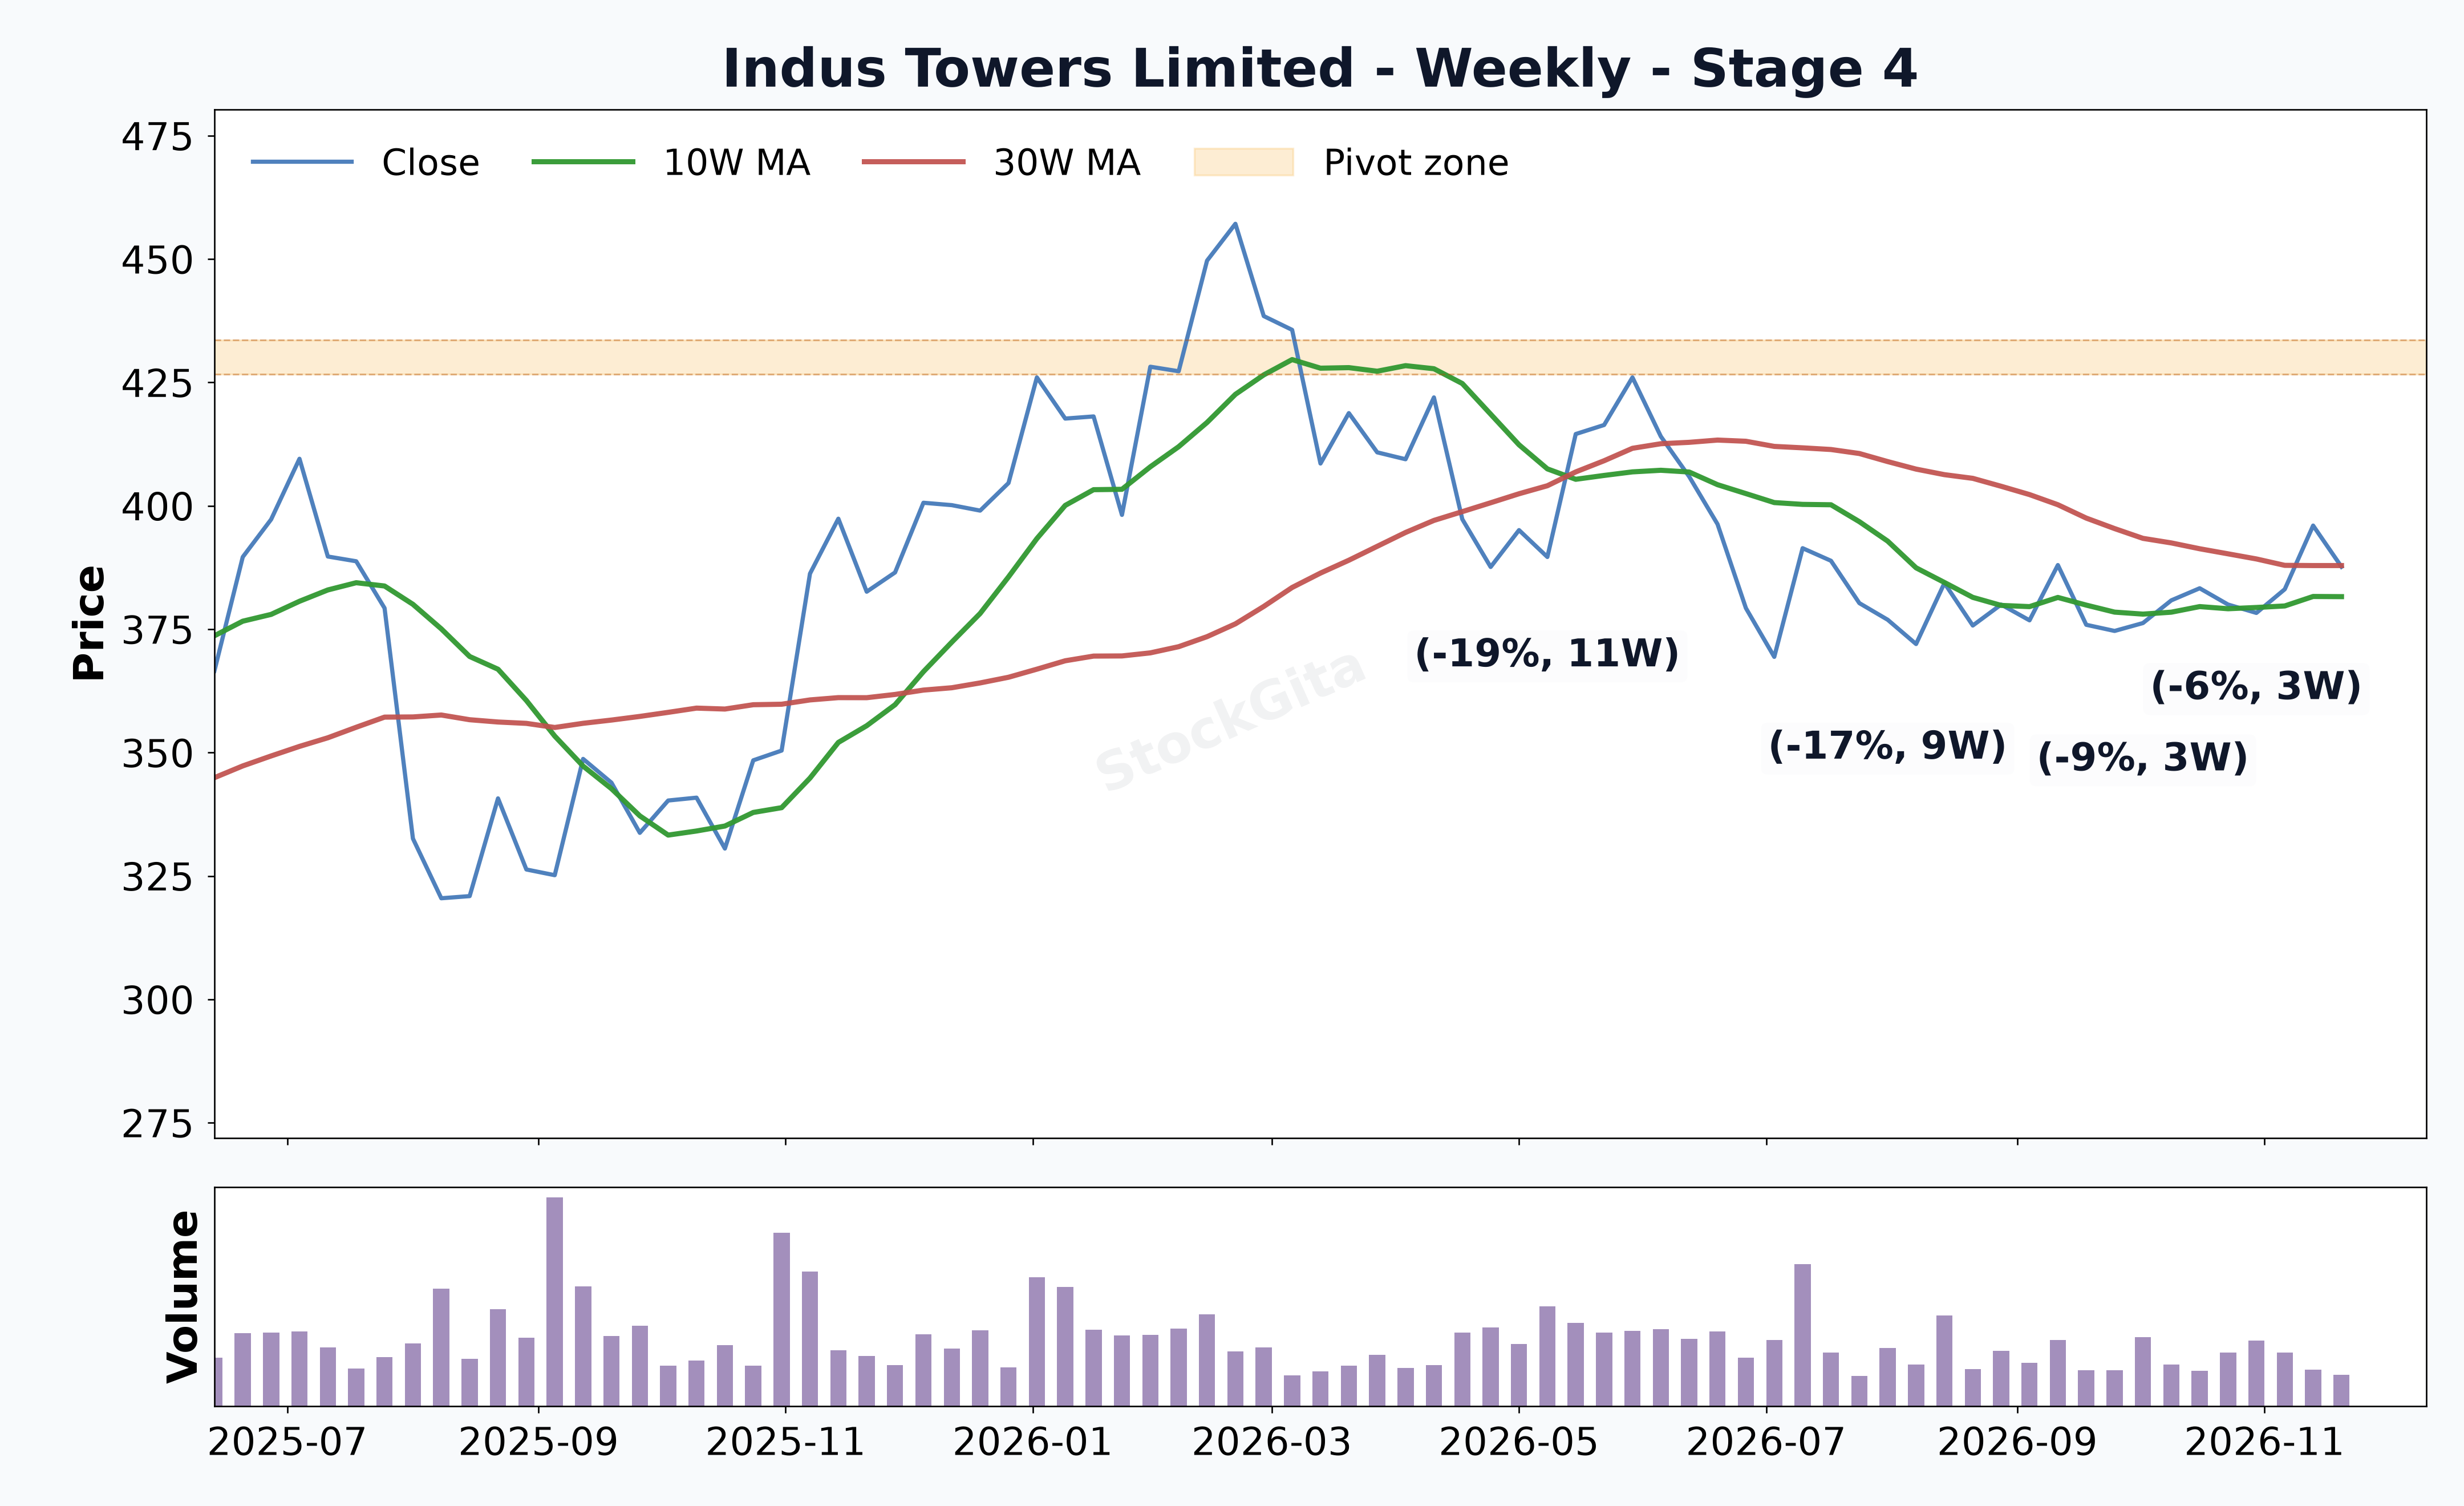 Indus Towers Limited - Weekly - Stage 4
Close 10W MA 30W MA Pivot zone
475
450
425
400
375
350
325
300
275
Price
StockGita
(-19%, 11W)
(-17%, 9W)
(-9%, 3W)
(-6%, 3W)
Volume
2025-07 2025-09 2025-11 2026-01 2026-03 2026-05 2026-07 2026-09 2026-11